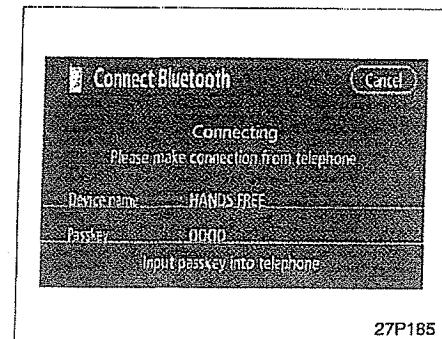 Connect Bluetooth Cancel
Connecting
Please make connection from telephone
Device name : HANDS FREE
Passkey : 0000
Input passkey into telephone
27P185